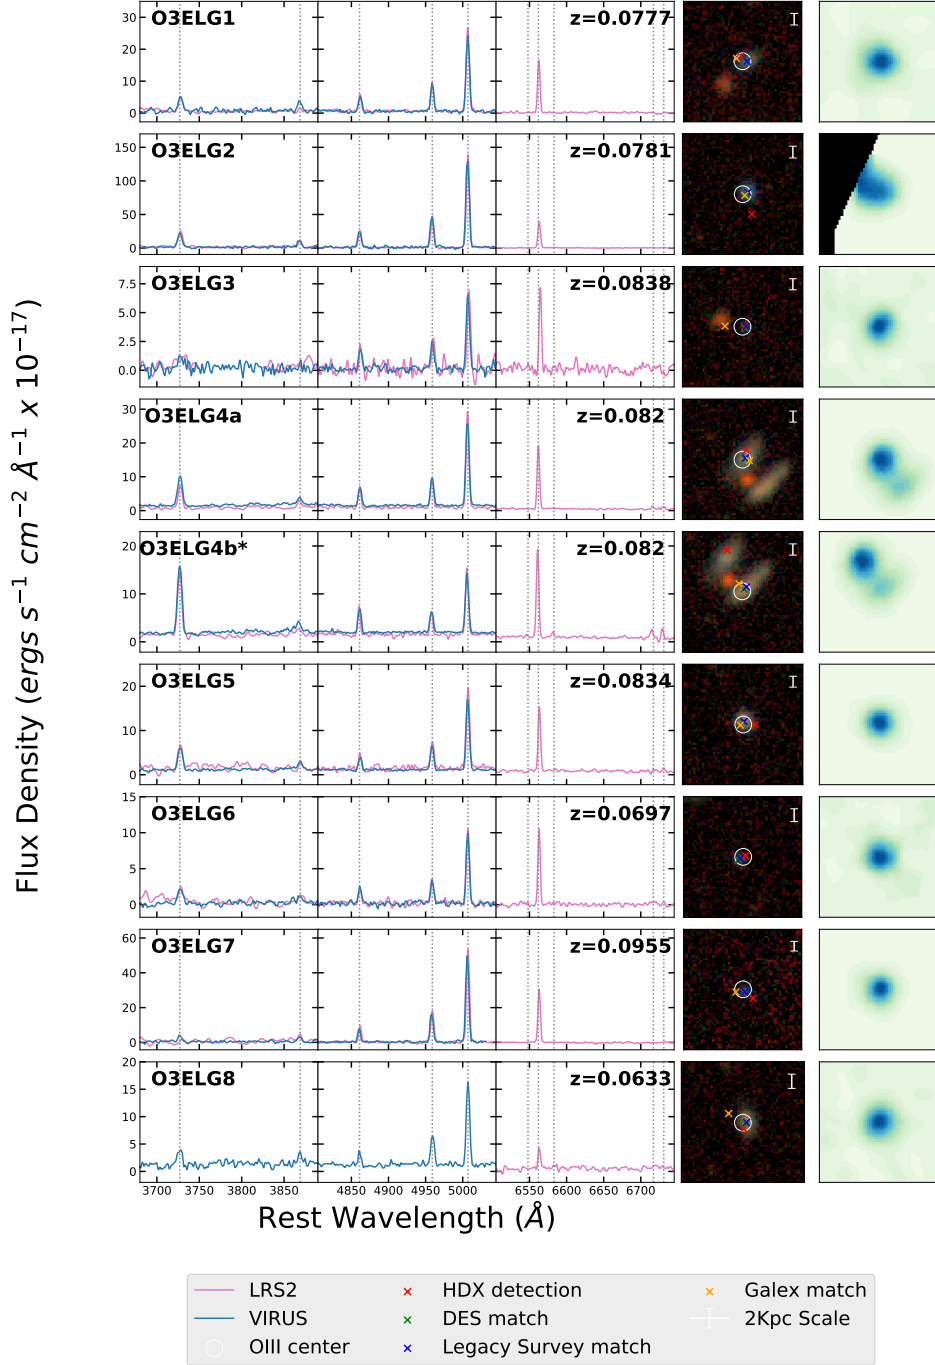 O3ELG1 z=0.0777
30
20
10
0
O3ELG2 z=0.0781
150
100
50
0
O3ELG3 z=0.0838
7.5
5.0
2.5
0.0
O3ELG4a z=0.082
30
20
10
0
O3ELG4b* z=0.082
20
10
0
O3ELG5 z=0.0834
20
10
0
O3ELG6 z=0.0697
15
10
5
0
O3ELG7 z=0.0955
60
40
20
0
O3ELG8 z=0.0633
20
15
10
5
0
3700 3750 3800 3850 4850 4900 4950 5000 6550 6600 6650 6700
Flux Density (ergs s⁻¹ cm⁻² Å⁻¹ x 10⁻¹⁷)
Rest Wavelength (Å)
LRS2 HDX detection Galex match
VIRUS DES match 2Kpc Scale
OIII center Legacy Survey match